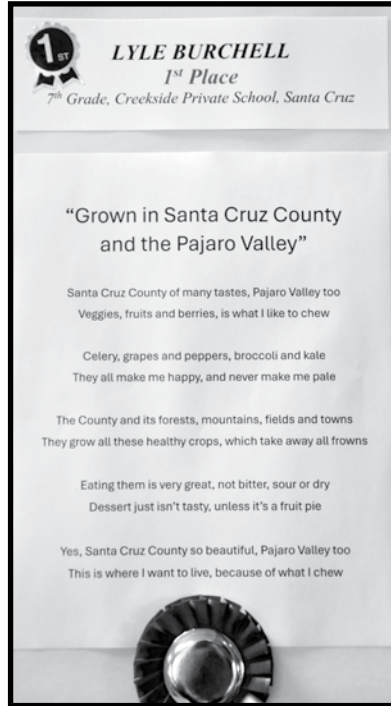 1ST
LYLE BURCHELL
1st Place
7th Grade, Creekside Private School, Santa Cruz
“Grown in Santa Cruz County
and the Pajaro Valley”
Santa Cruz County of many tastes, Pajaro Valley too
Veggies, fruits and berries, is what I like to chew
Celery, grapes and peppers, broccoli and kale
They all make me happy, and never make me pale
The County and its forests, mountains, fields and towns
They grow all these healthy crops, which take away all frowns
Eating them is very great, not bitter, sour or dry
Dessert just isn’t tasty, unless it’s a fruit pie
Yes, Santa Cruz County so beautiful, Pajaro Valley too
This is where I want to live, because of what I chew